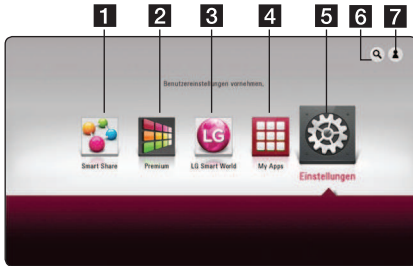 1 2 3 4 5 6 7
Benutzereinstellungen vornehmen.
LG
Smart Share Premium LG Smart World My Apps Einstellungen